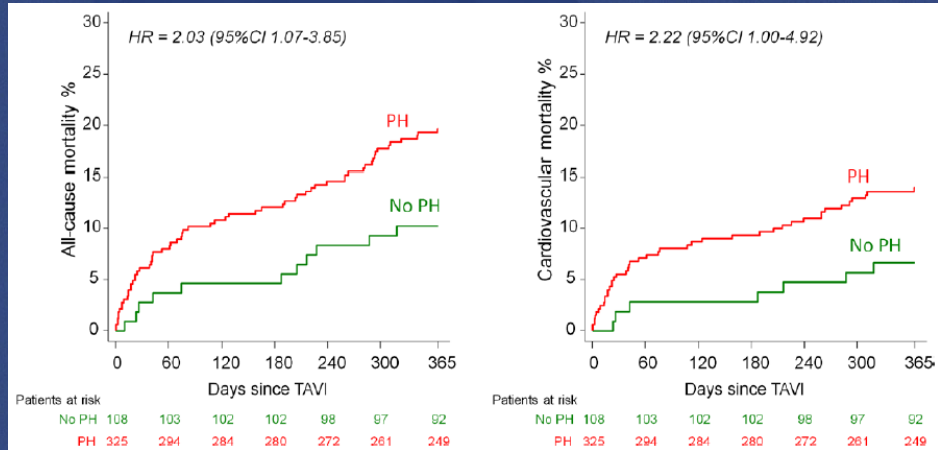 HR = 2.03 (95%CI 1.07-3.85)
All-cause mortality %
30
25
20
15
10
5
0
PH
No PH
0 60 120 180 240 300 365
Days since TAVI
Patients at risk
No PH 108 103 102 102 98 97 92
PH 325 294 284 280 272 261 249
HR = 2.22 (95%CI 1.00-4.92)
Cardiovascular mortality %
30
25
20
15
10
5
0
PH
No PH
0 60 120 180 240 300 365
Days since TAVI
Patients at risk
No PH 108 103 102 102 98 97 92
PH 325 294 284 280 272 261 249